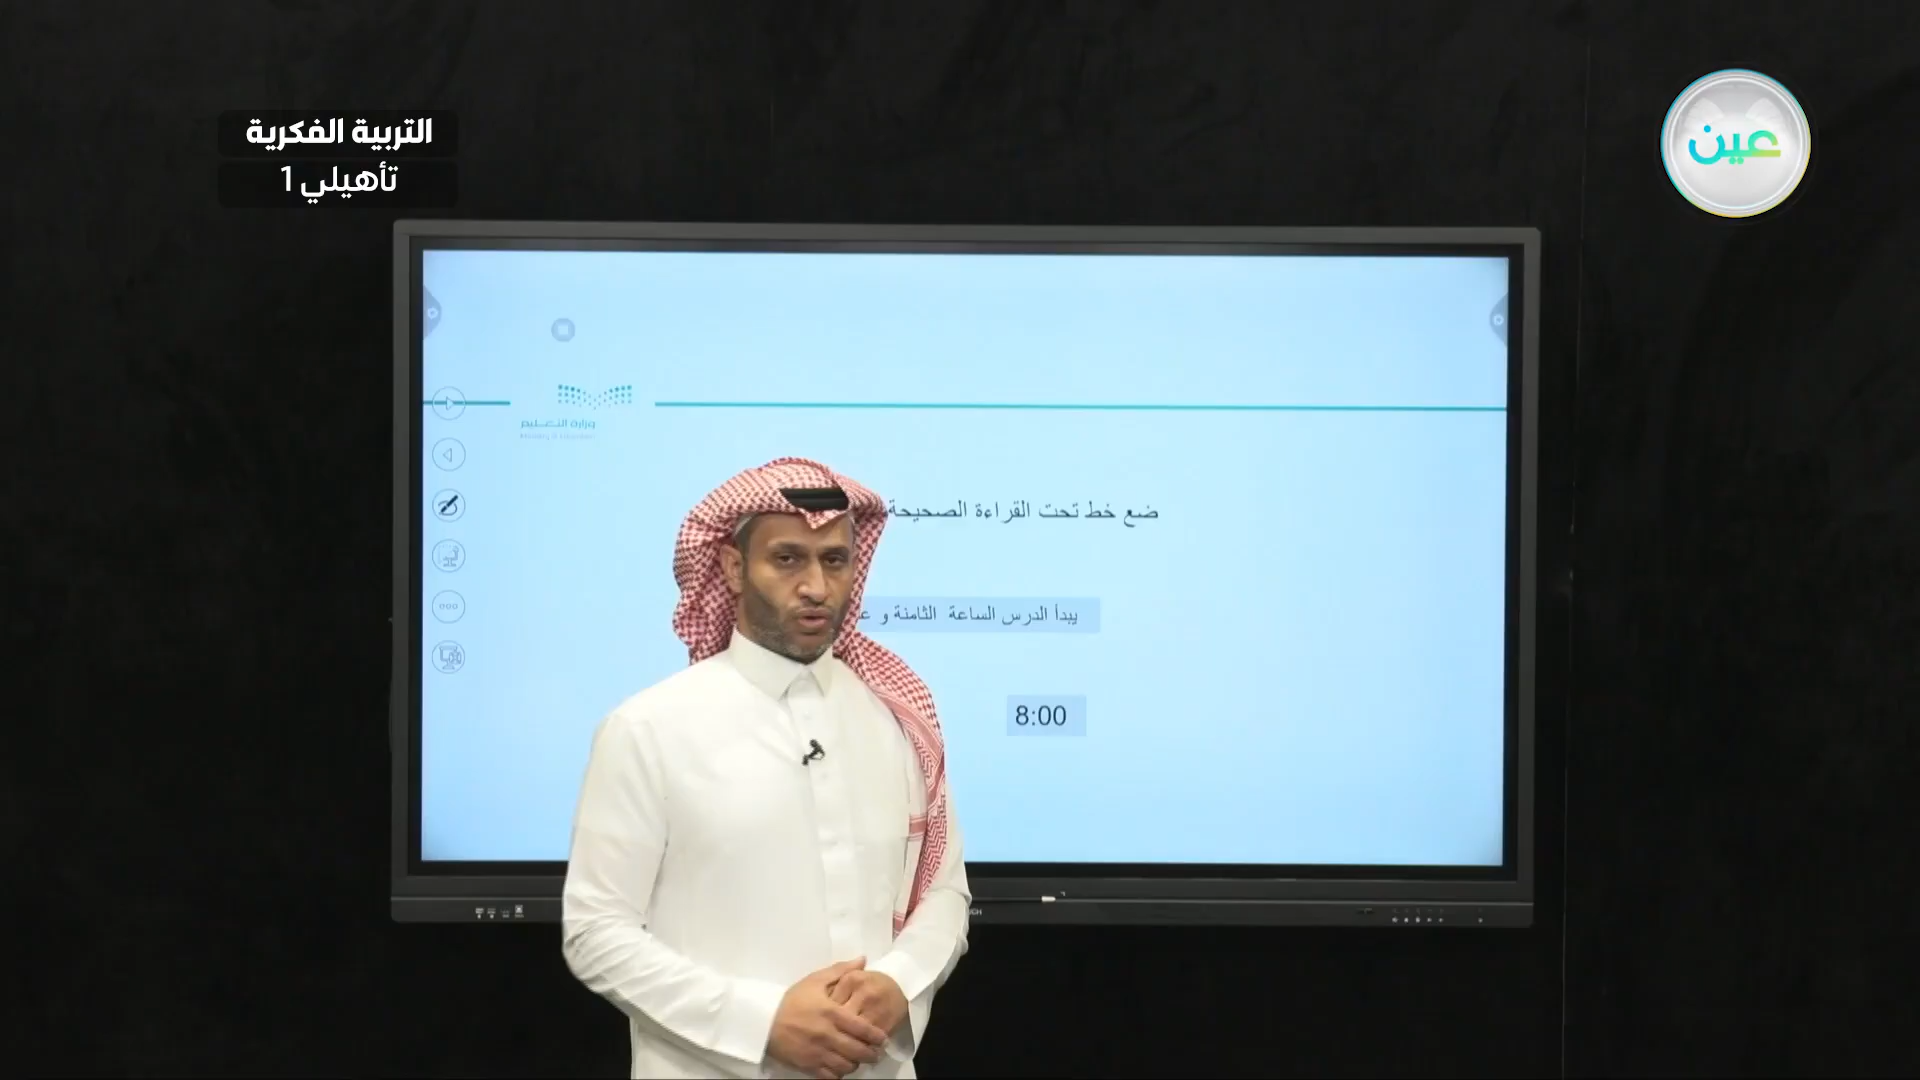 التربية الفكرية
تأهيلي 1
عين
وزارة التعليم
ضع خط تحت القراءة الصحيحة
يبدأ الدرس الساعة الثامنة و
8:00